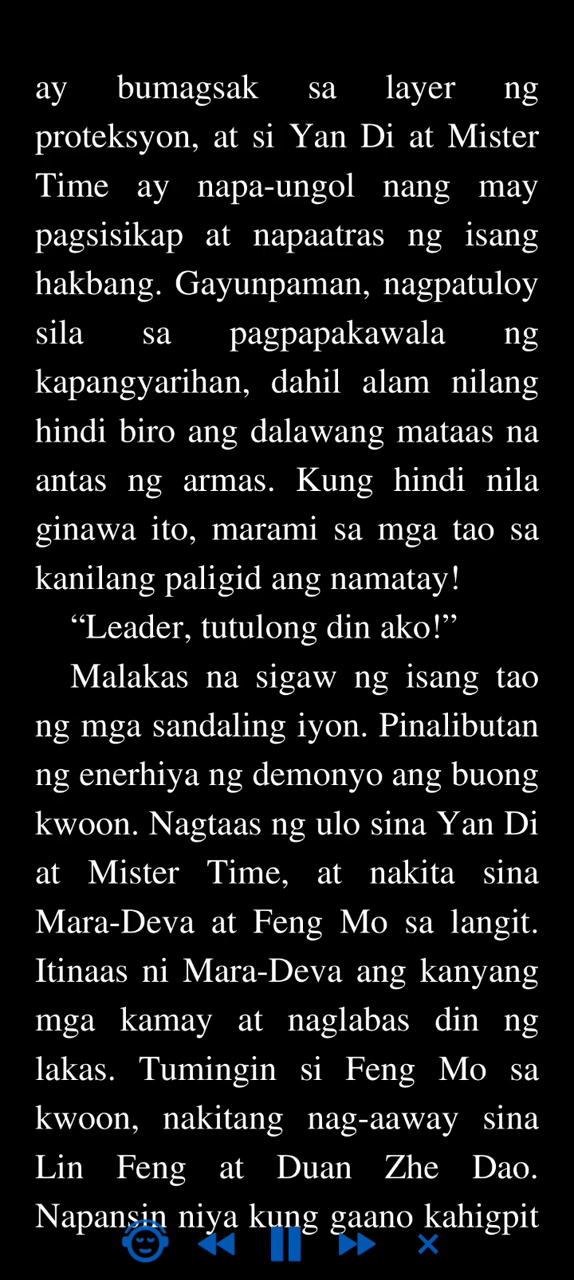 ay bumagsak sa layer ng
proteksyon, at si Yan Di at Mister
Time ay napa-ungol nang may
pagsisikap at napaatras ng isang
hakbang. Gayunpaman, nagpatuloy
sila sa pagpapakawala ng
kapangyarihan, dahil alam nilang
hindi biro ang dalawang mataas na
antas ng armas. Kung hindi nila
ginawa ito, marami sa mga tao sa
kanilang paligid ang namatay!
“Leader, tutulong din ako!”
Malakas na sigaw ng isang tao
ng mga sandaling iyon. Pinalibutan
ng enerhiya ng demonyo ang buong
kwoon. Nagtaas ng ulo sina Yan Di
at Mister Time, at nakita sina
Mara-Deva at Feng Mo sa langit.
Itinaas ni Mara-Deva ang kanyang
mga kamay at naglabas din ng
lakas. Tumingin si Feng Mo sa
kwoon, nakitang nag-aaway sina
Lin Feng at Duan Zhe Dao.
Napansin niya kung gaano kahigpit